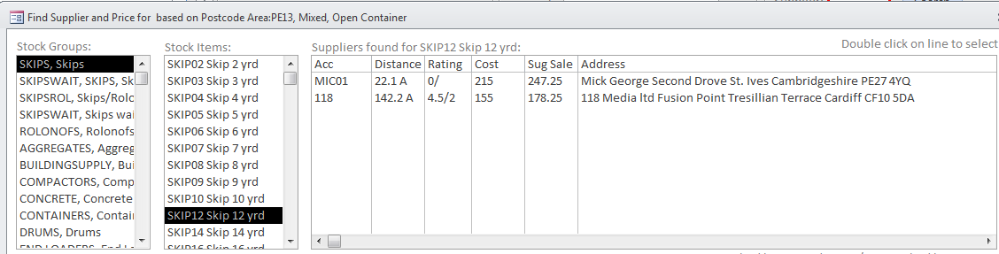 Find Supplier and Price for based on Postcode Area:PE13, Mixed, Open Container
Stock Groups:
SKIPS, Skips
SKIPSWAIT, SKIPS, Sk
SKIPSROL, Skips/Rolo
SKIPSWAIT, Skips wai
ROLONOFS, Rolonofs
AGGREGATES, Aggreg
BUILDINGSUPPLY, Bui
COMPACTORS, Comp
CONCRETE, Concrete
CONTAINERS, Contain
DRUMS, Drums
Stock Items:
SKIP02 Skip 2 yrd
SKIP03 Skip 3 yrd
SKIP04 Skip 4 yrd
SKIP05 Skip 5 yrd
SKIP06 Skip 6 yrd
SKIP07 Skip 7 yrd
SKIP08 Skip 8 yrd
SKIP09 Skip 9 yrd
SKIP10 Skip 10 yrd
SKIP12 Skip 12 yrd
SKIP14 Skip 14 yrd
SKIP16 Skip 16 yrd
Suppliers found for SKIP12 Skip 12 yrd:
Double click on line to select
Acc Distance Rating Cost Sug Sale Address
MIC01 22.1 A 0/ 215 247.25 Mick George Second Drove St. Ives Cambridgeshire PE27 4YQ
118 142.2 A 4.5/2 155 178.25 118 Media ltd Fusion Point Tresillian Terrace Cardiff CF10 5DA